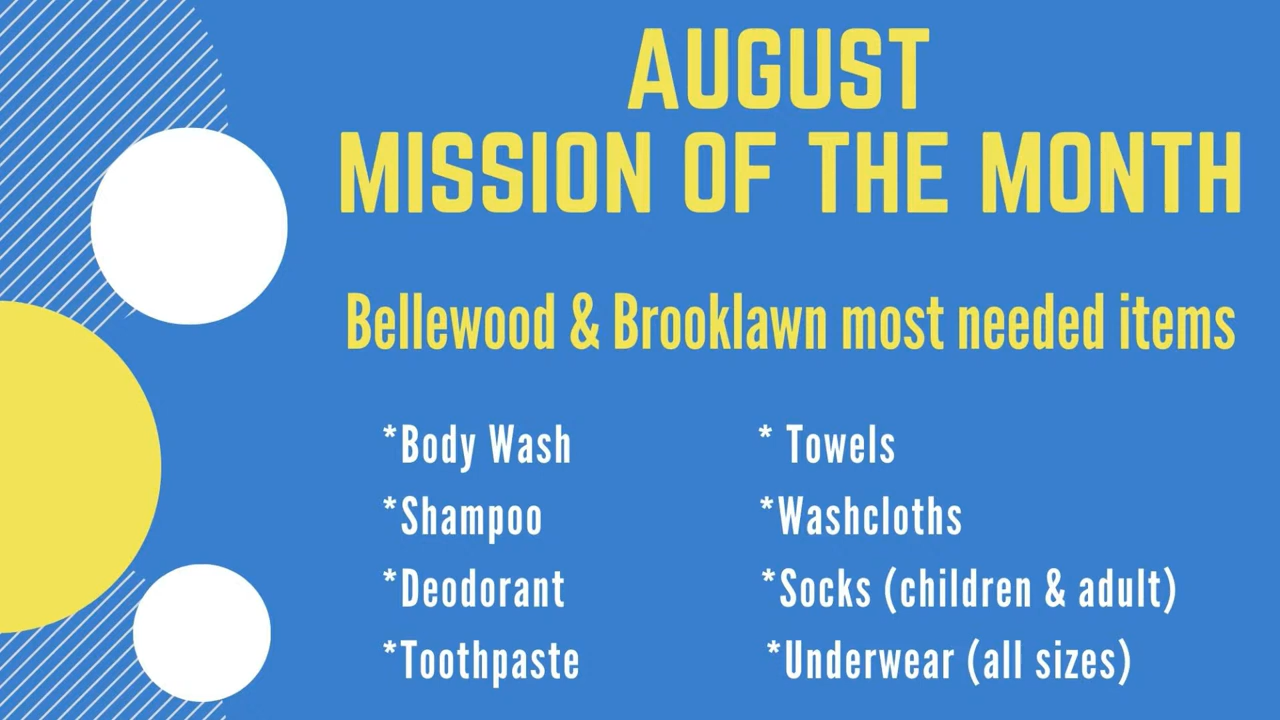 AUGUST
MISSION OF THE MONTH
Bellewood & Brooklawn most needed items
*Body Wash
*Shampoo
*Deodorant
*Toothpaste
* Towels
*Washcloths
*Socks (children & adult)
*Underwear (all sizes)